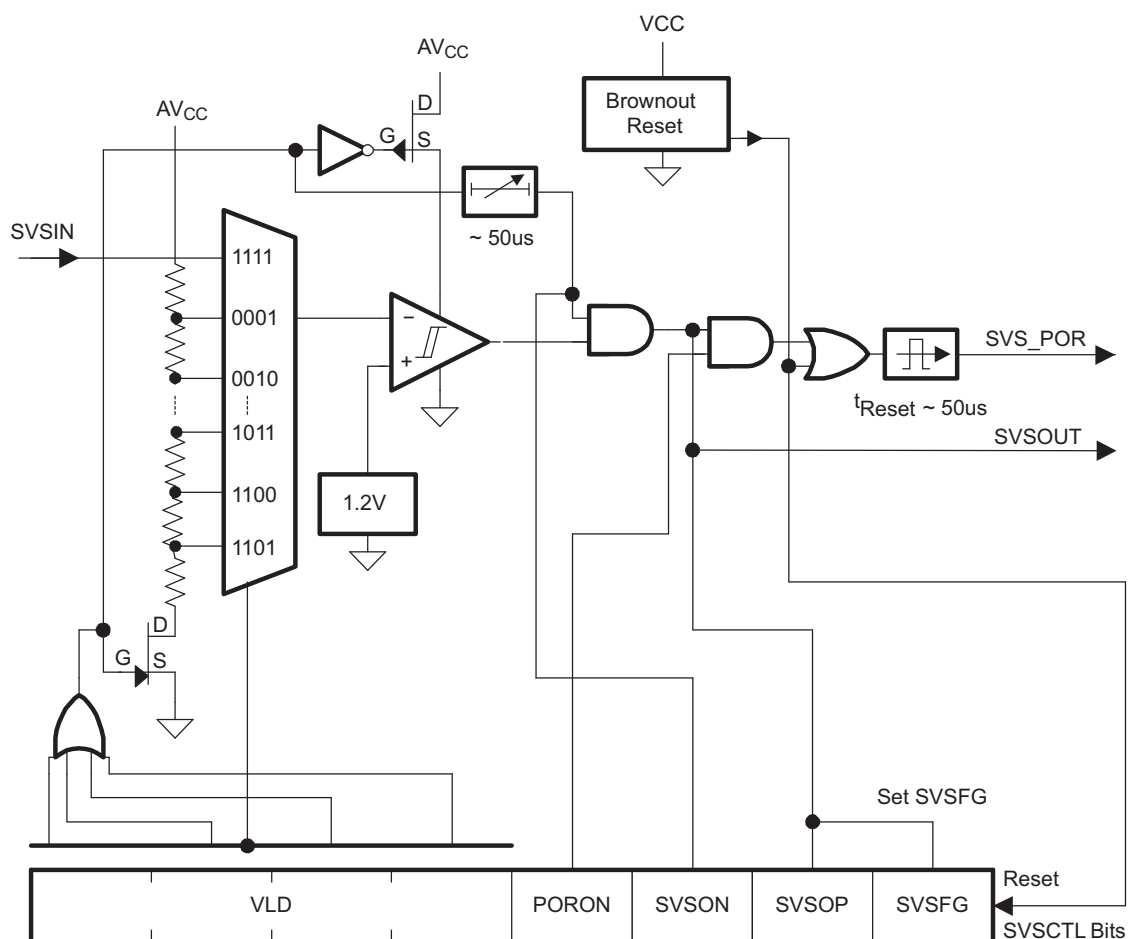 VCC
AVCC
AVCC
Brownout
Reset
D
G
S
SVSIN
~ 50us
1111
0001
0010
1011
1100
1101
–
+
1.2V
SVS_POR
tReset ~ 50us
SVSOUT
D
G
S
Set SVSFG
Reset
VLD
PORON
SVSON
SVSOP
SVSFG
SVSCTL Bits